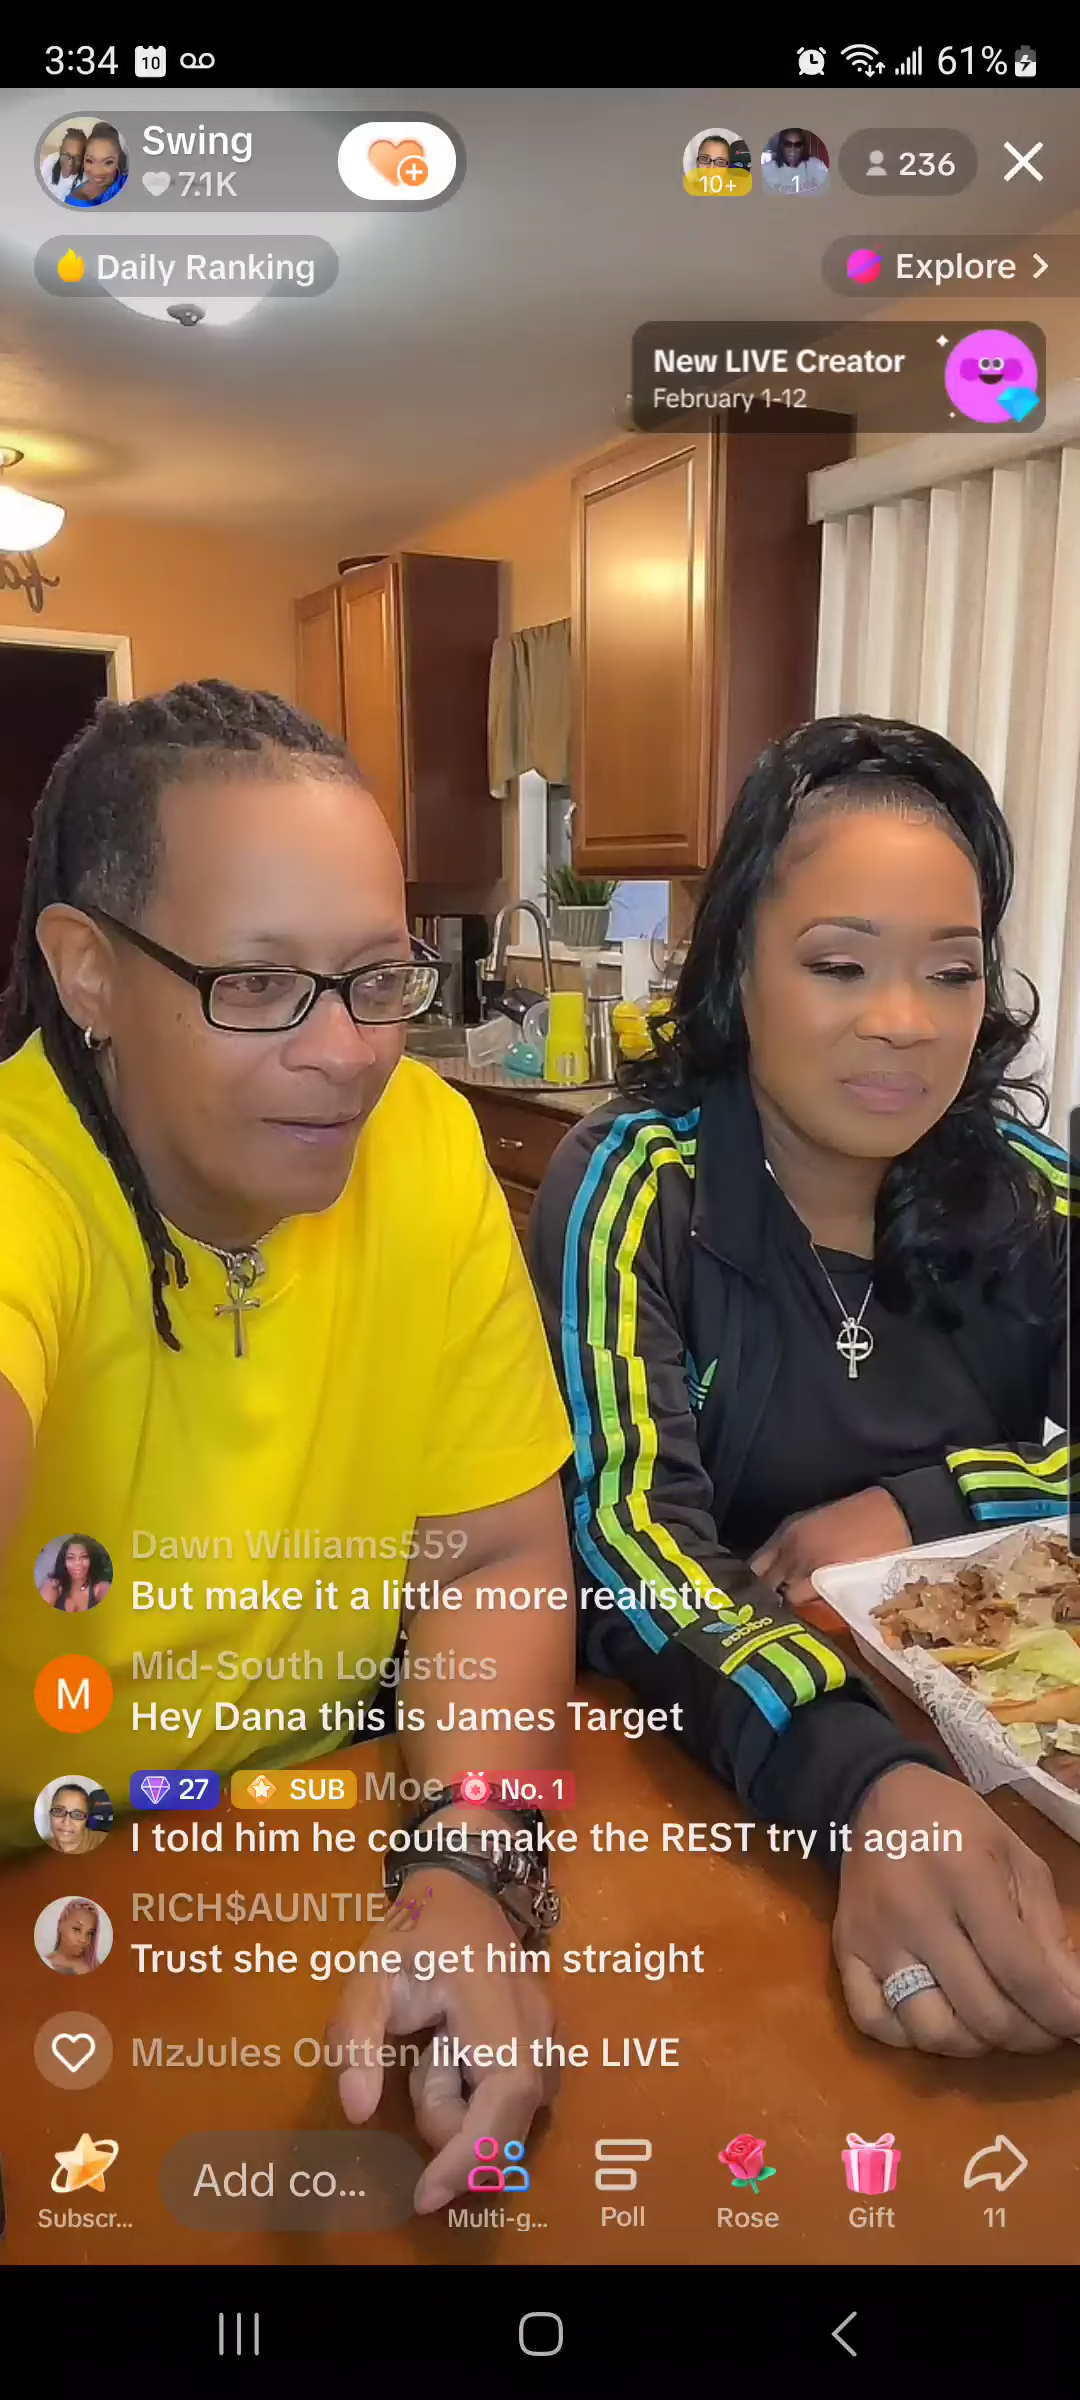 3:34 10 61%
Swing
7.1K
10+ 1 236
Daily Ranking
Explore
New LIVE Creator
February 1-12
Dawn Williams559
But make it a little more realistic
adidas
M Mid-South Logistics
Hey Dana this is James Target
27 SUB Moe No. 1
I told him he could make the REST try it again
RICH$AUNTIE
Trust she gone get him straight
MzJules Outten liked the LIVE
Add co...
Subscr... Multi-g... Poll Rose Gift 11